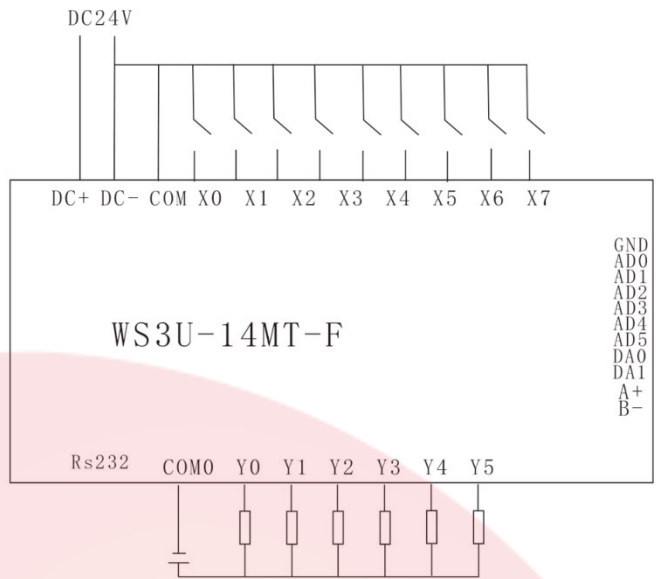 DC24V
DC+ DC- COM X0 X1 X2 X3 X4 X5 X6 X7
GND
AD0
AD1
AD2
AD3
AD4
AD5
DA0
DA1
A+
B-
WS3U-14MT-F
Rs232 COM0 Y0 Y1 Y2 Y3 Y4 Y5